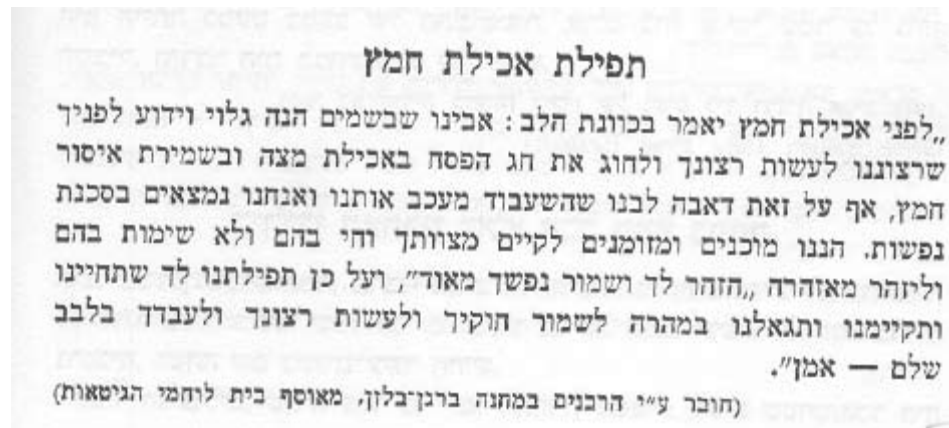 תפילת אכילת חמץ
„לפני אכילת חמץ יאמר בכוונת הלב: אבינו שבשמים הנה גלוי וידוע לפניך
שרצוננו לעשות רצונך ולחוג את חג הפסח באכילת מצה ובשמירת איסור
חמץ, אף על זאת דאבה לבנו שהשעבוד מעכב אותנו ואנחנו נמצאים בסכנת
נפשות. הננו מוכנים ומזומנים לקיים מצוותך וחי בהם ולא שימות בהם
וליזהר מאזהרה „הזהר לך ושמור נפשך מאוד״, ועל כן תפילתנו לך שתחיינו
ותקיימנו ותגאלנו במהרה לשמור חוקיך ולעשות רצונך ולעבדך בלבב
שלם — אמן״.
(חובר ע״י הרבנים במחנה ברגן־בלזן, מאוסף בית לוחמי הגיטאות)